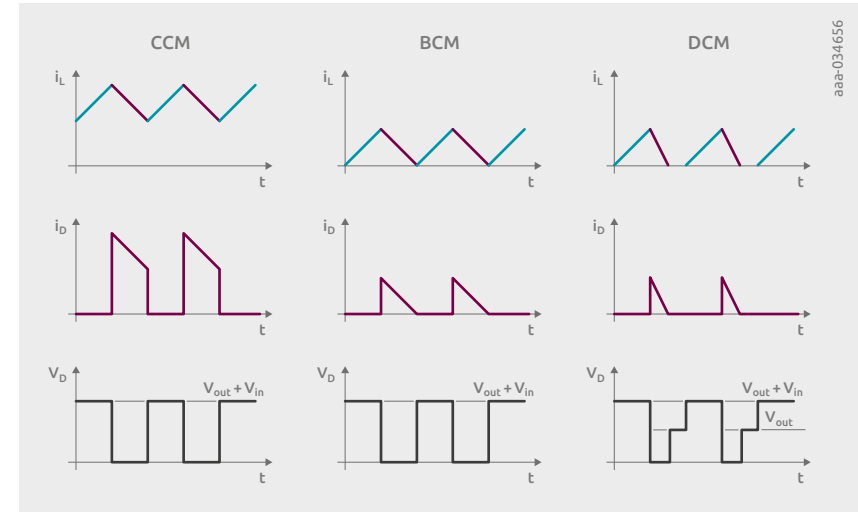 CCM
BCM
DCM
aaa-034656
iL
t
iL
t
iL
t
iD
t
iD
t
iD
t
VD
Vout + Vin
t
VD
Vout + Vin
t
VD
Vout + Vin
Vout
t